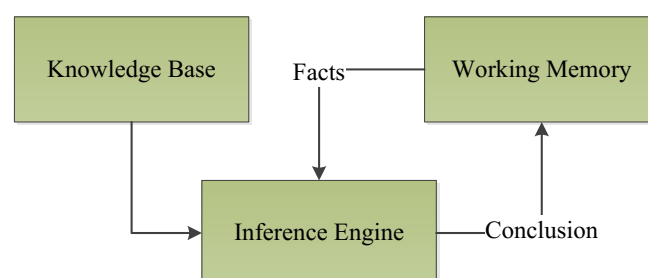 Knowledge Base
Facts
Working Memory
Inference Engine
Conclusion